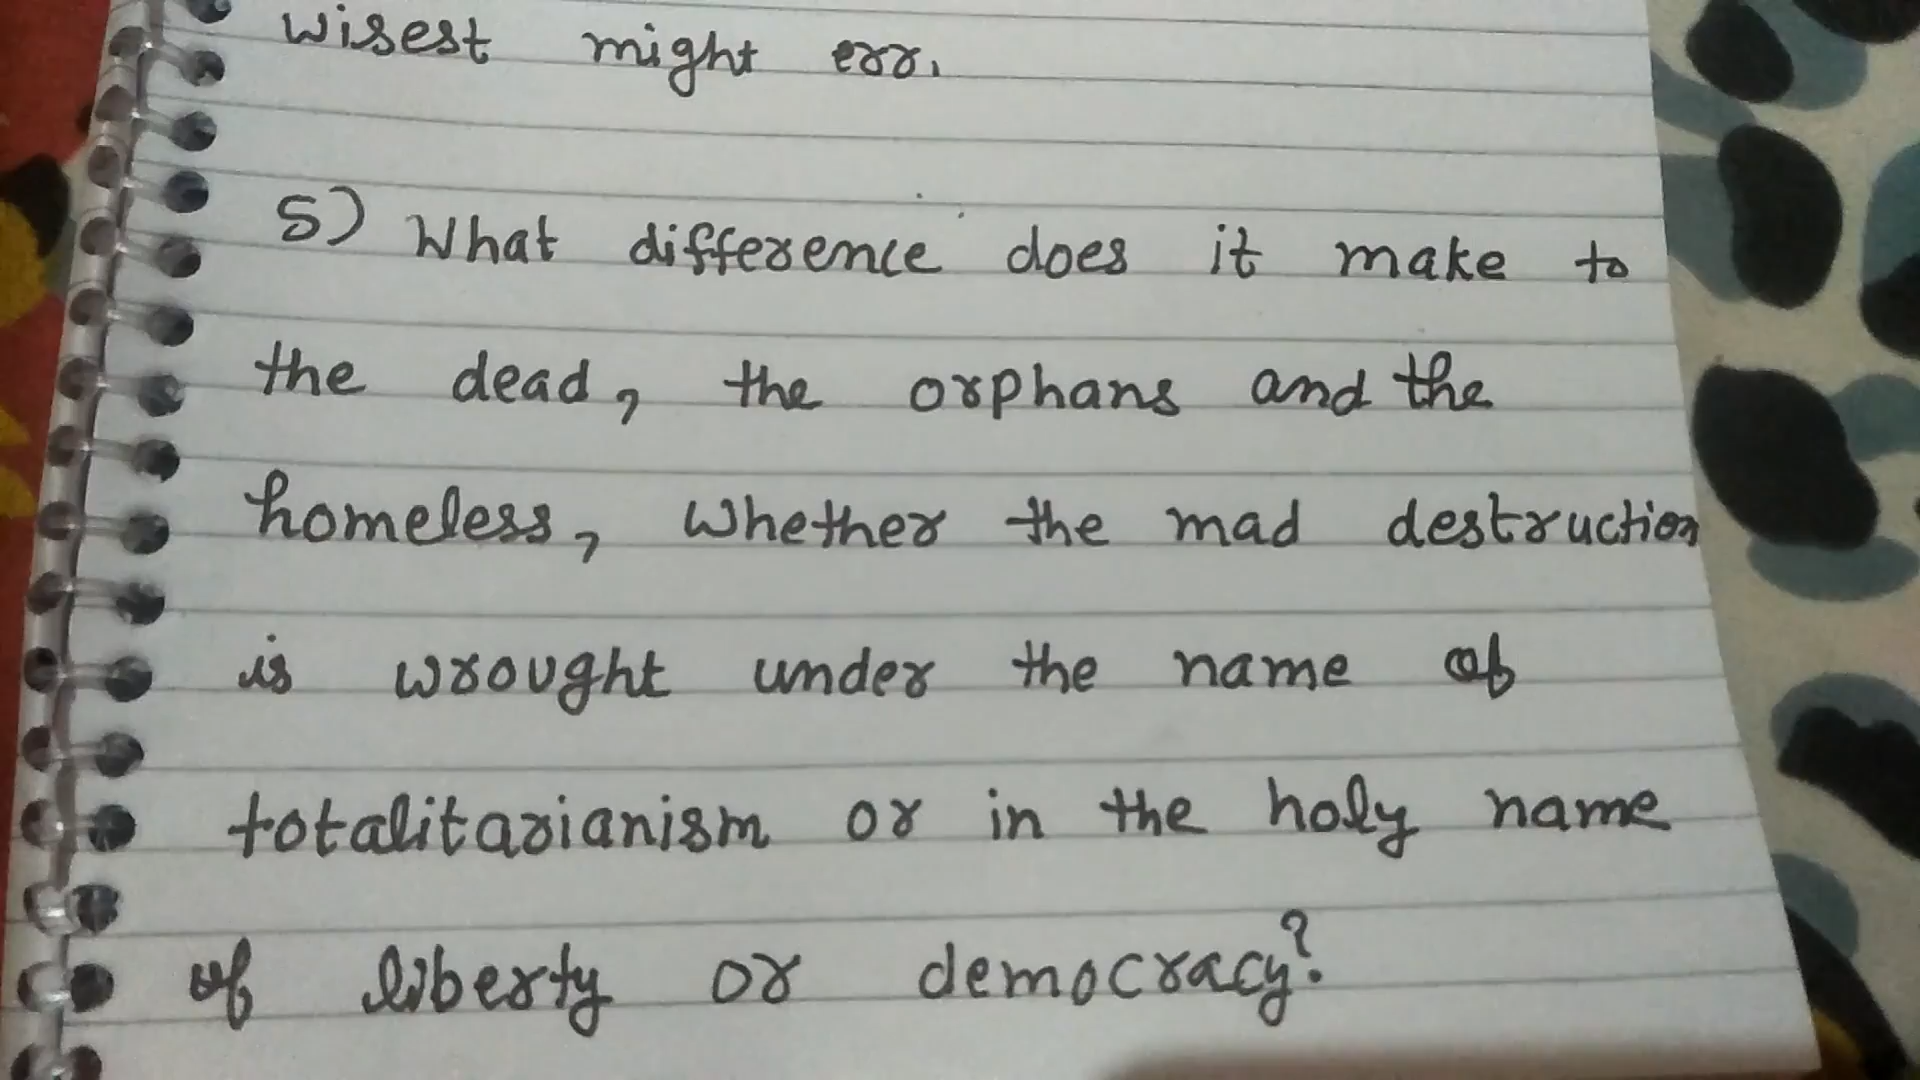 wisest might err.
5) What difference does it make to
the dead, the orphans and the
homeless, whether the mad destruction
is wrought under the name of
totalitarianism or in the holy name
of liberty or democracy?